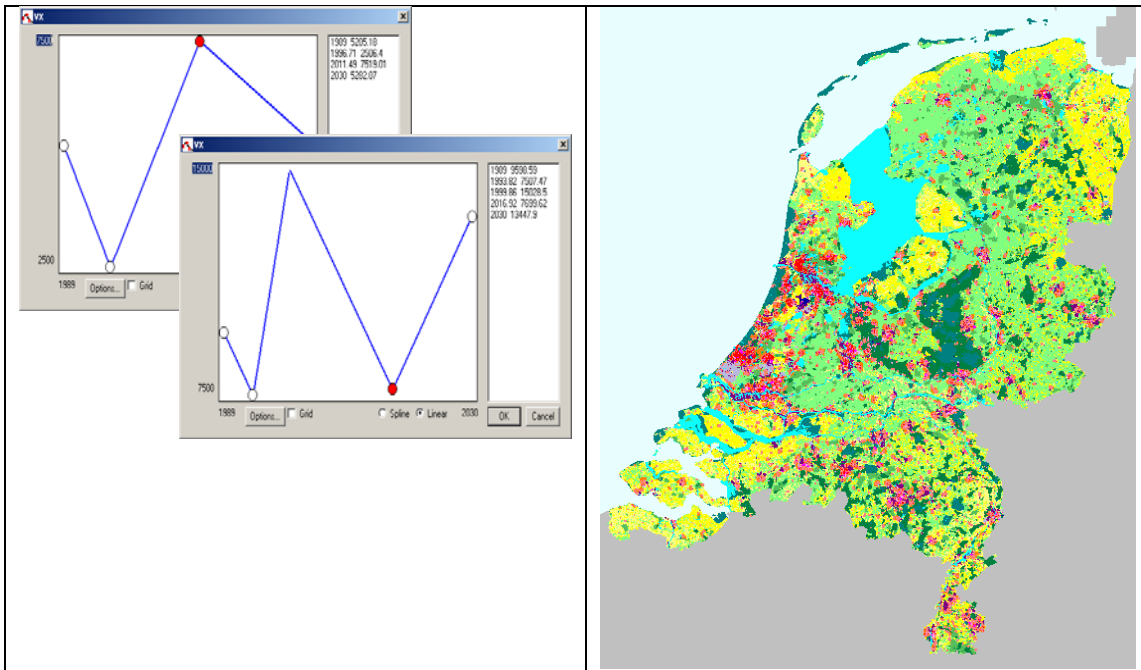 VX
7500
1989 5205.18
1996.71 2506.4
2011.49 7519.01
2030 5282.07
2500
1989
Options...
Grid
VX
15000
1989 9590.59
1993.82 7507.47
1999.86 15028.5
2016.92 7699.62
2030 13447.9
7500
1989
Options...
Grid
Spline
Linear
2030
OK
Cancel